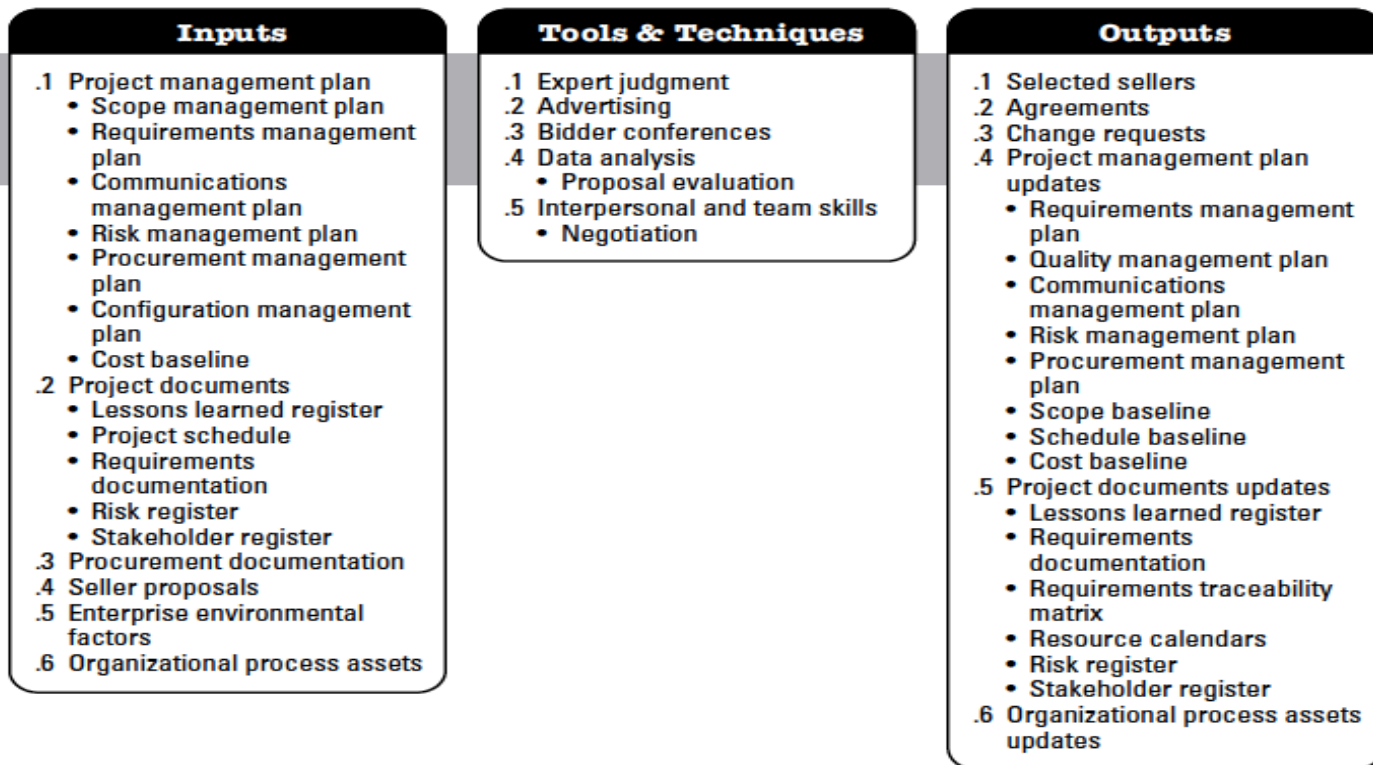 Inputs
.1 Project management plan
• Scope management plan
• Requirements management
plan
• Communications
management plan
• Risk management plan
• Procurement management
plan
• Configuration management
plan
• Cost baseline
.2 Project documents
• Lessons learned register
• Project schedule
• Requirements
documentation
• Risk register
• Stakeholder register
.3 Procurement documentation
.4 Seller proposals
.5 Enterprise environmental
factors
.6 Organizational process assets
Tools & Techniques
.1 Expert judgment
.2 Advertising
.3 Bidder conferences
.4 Data analysis
• Proposal evaluation
.5 Interpersonal and team skills
• Negotiation
Outputs
.1 Selected sellers
.2 Agreements
.3 Change requests
.4 Project management plan
updates
• Requirements management
plan
• Quality management plan
• Communications
management plan
• Risk management plan
• Procurement management
plan
• Scope baseline
• Schedule baseline
• Cost baseline
.5 Project documents updates
• Lessons learned register
• Requirements
documentation
• Requirements traceability
matrix
• Resource calendars
• Risk register
• Stakeholder register
.6 Organizational process assets
updates